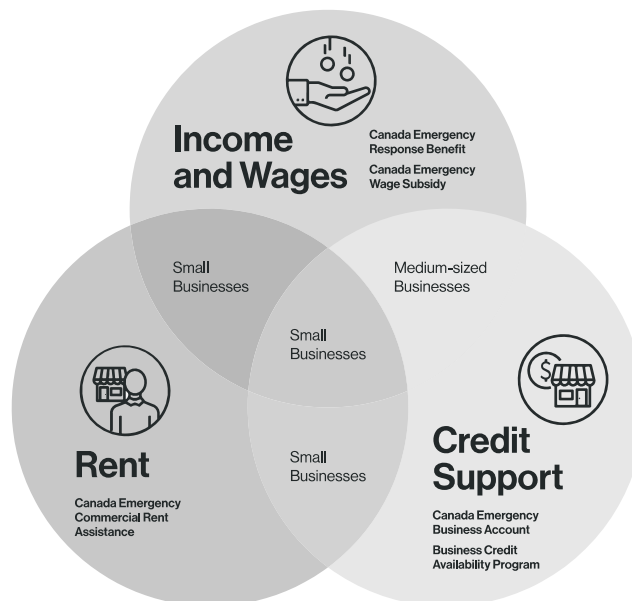 Income
and Wages
Canada Emergency
Response Benefit
Canada Emergency
Wage Subsidy
Small
Businesses
Medium-sized
Businesses
Small
Businesses
Rent
Canada Emergency
Commercial Rent
Assistance
Small
Businesses
$
Credit
Support
Canada Emergency
Business Account
Business Credit
Availability Program